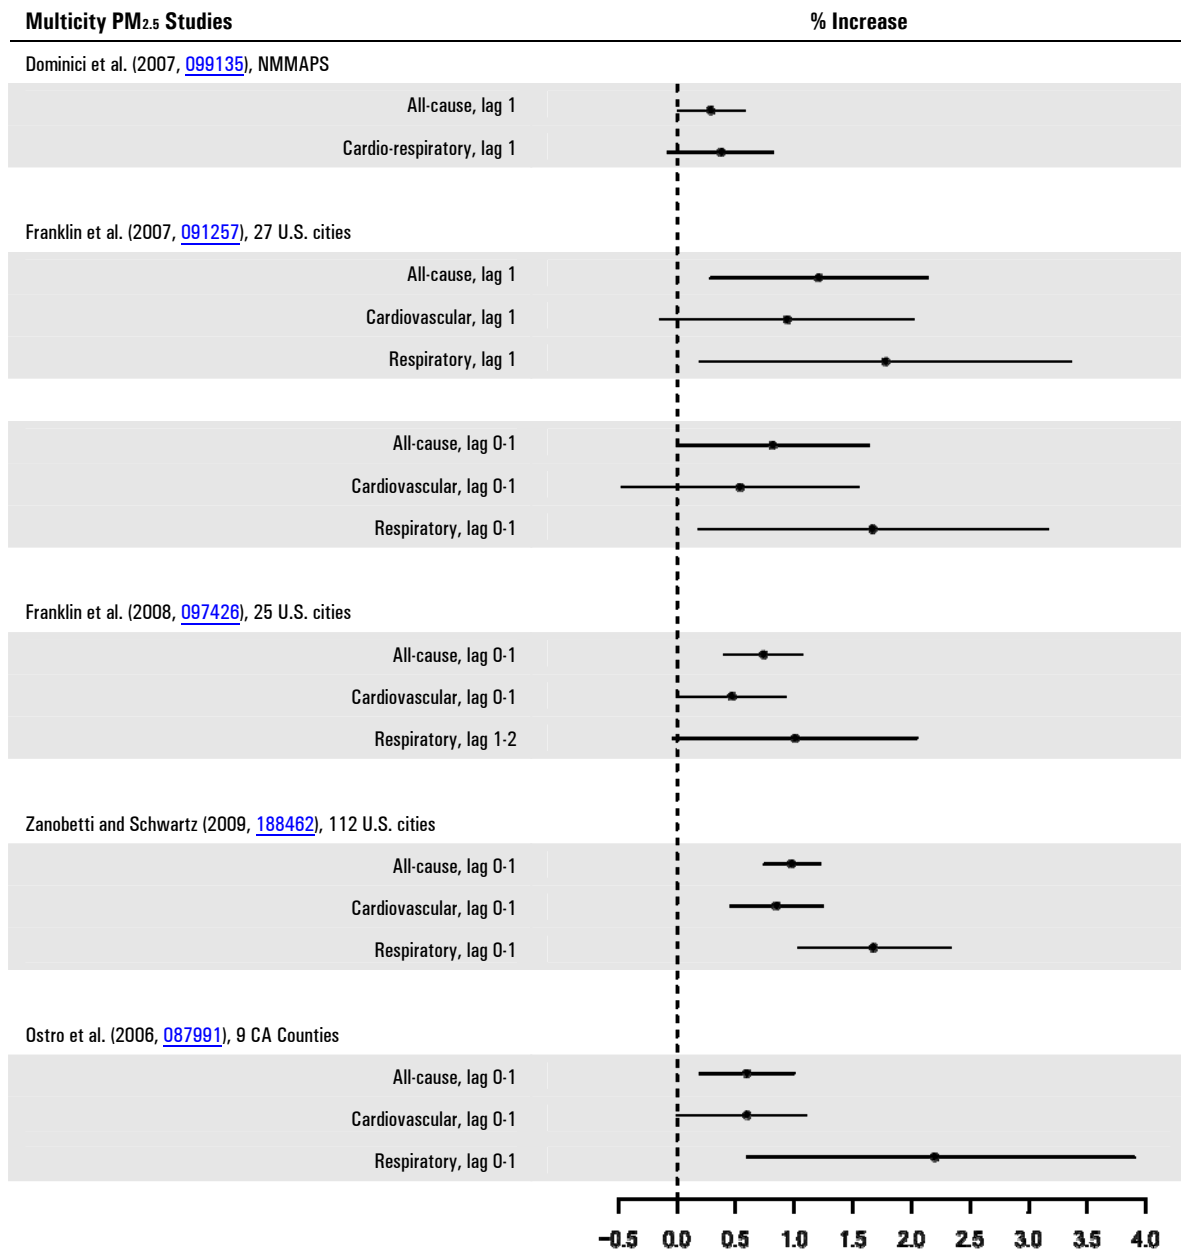 Multicity PM2.5 Studies % Increase
Dominici et al. (2007, 099135), NMMAPS
All-cause, lag 1
Cardio-respiratory, lag 1
Franklin et al. (2007, 091257), 27 U.S. cities
All-cause, lag 1
Cardiovascular, lag 1
Respiratory, lag 1
All-cause, lag 0-1
Cardiovascular, lag 0-1
Respiratory, lag 0-1
Franklin et al. (2008, 097426), 25 U.S. cities
All-cause, lag 0-1
Cardiovascular, lag 0-1
Respiratory, lag 1-2
Zanobetti and Schwartz (2009, 188462), 112 U.S. cities
All-cause, lag 0-1
Cardiovascular, lag 0-1
Respiratory, lag 0-1
Ostro et al. (2006, 087991), 9 CA Counties
All-cause, lag 0-1
Cardiovascular, lag 0-1
Respiratory, lag 0-1
−0.5 0.0 0.5 1.0 1.5 2.0 2.5 3.0 3.5 4.0